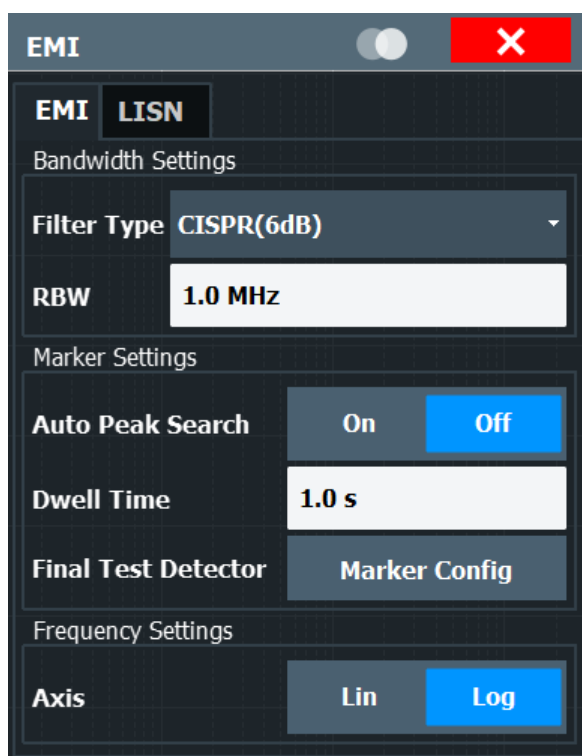 EMI
EMI LISN
Bandwidth Settings
Filter Type CISPR(6dB)
RBW 1.0 MHz
Marker Settings
Auto Peak Search On Off
Dwell Time 1.0 s
Final Test Detector Marker Config
Frequency Settings
Axis Lin Log